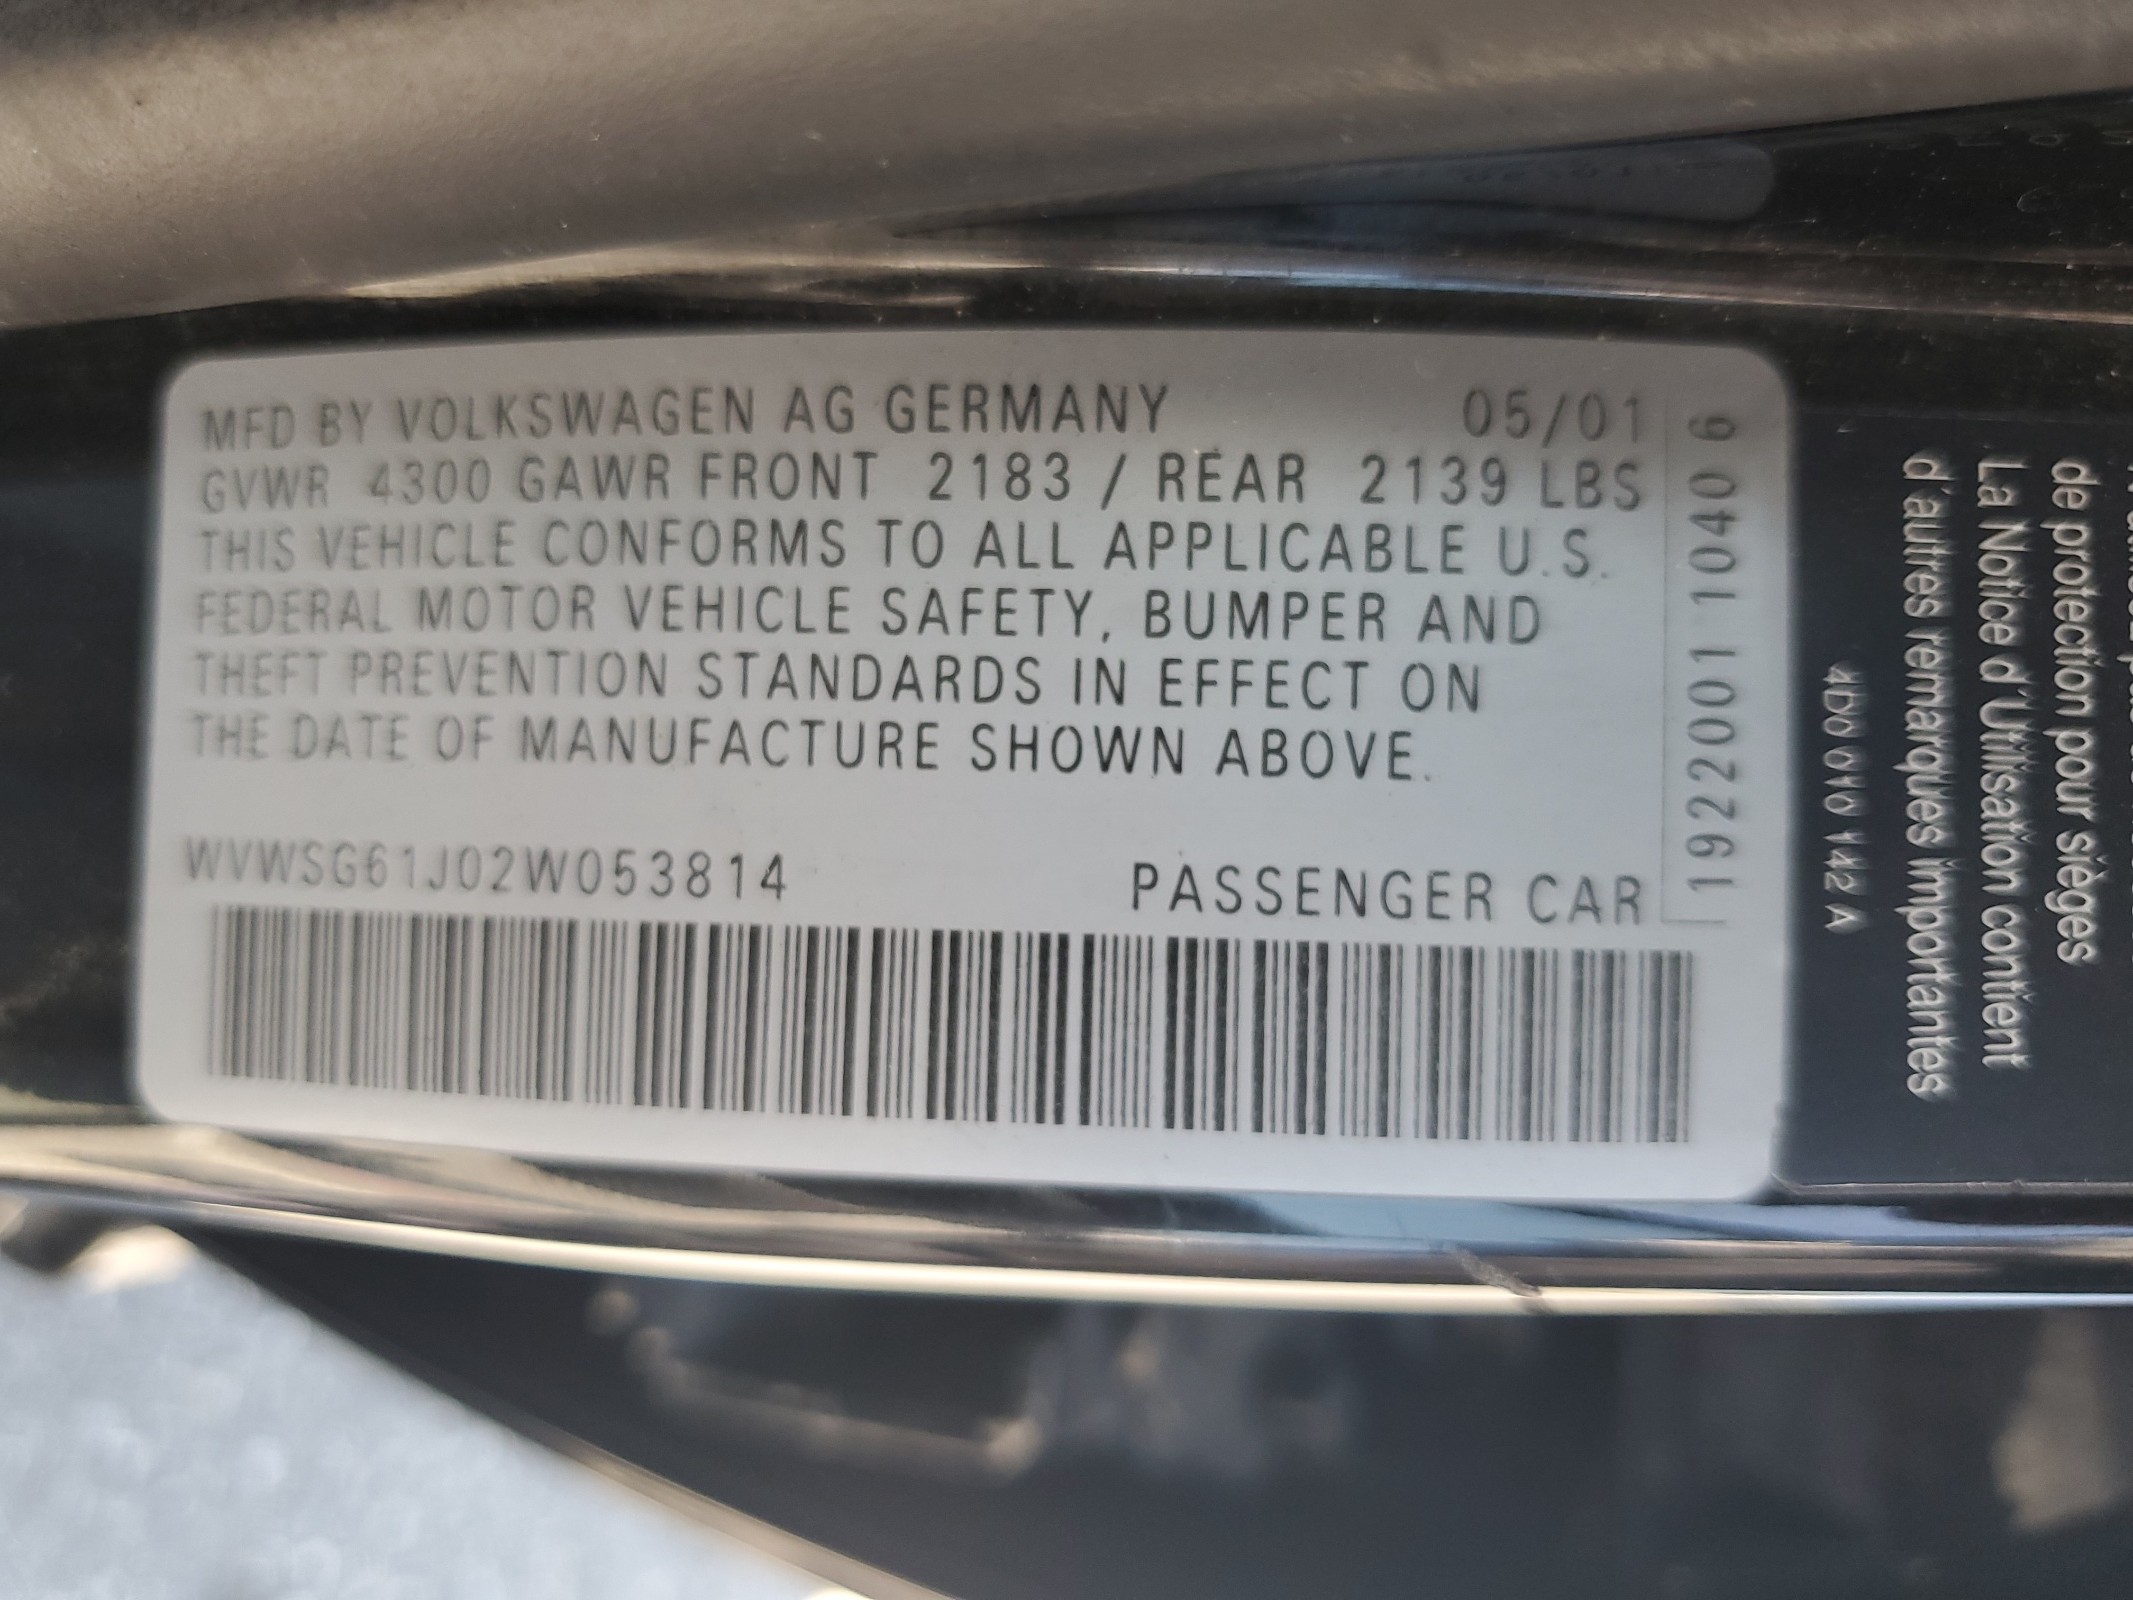 MFD BY VOLKSWAGEN AG GERMANY 05/01
GVWR 4300 GAWR FRONT 2183 / REAR 2139 LBS
THIS VEHICLE CONFORMS TO ALL APPLICABLE U.S.
FEDERAL MOTOR VEHICLE SAFETY, BUMPER AND
THEFT PREVENTION STANDARDS IN EFFECT ON
THE DATE OF MANUFACTURE SHOWN ABOVE.
WVWSG61J02W053814 PASSENGER CAR
1922001 1040 6
de protection pour sièges
La Notice d'Utilisation contient
d'autres remarques importantes
4D0 010 142 A